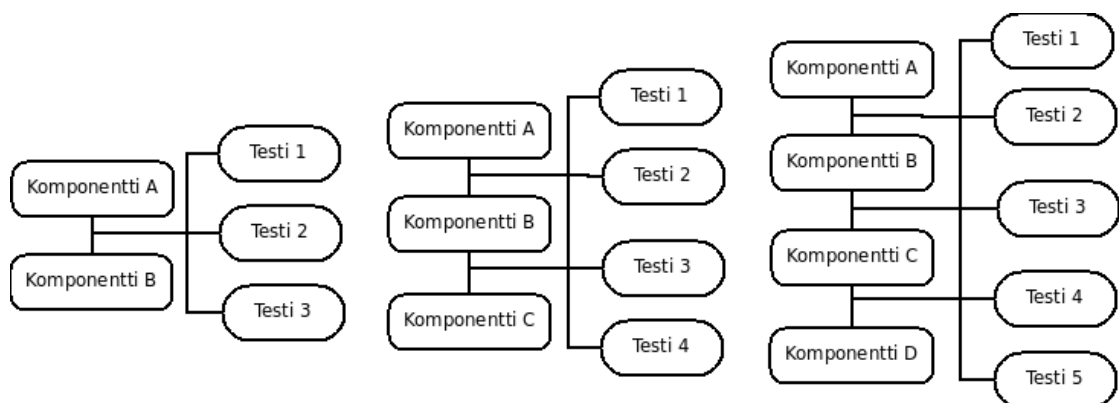 Komponentti A
Komponentti B
Testi 1
Testi 2
Testi 3
Komponentti A
Komponentti B
Komponentti C
Testi 1
Testi 2
Testi 3
Testi 4
Komponentti A
Komponentti B
Komponentti C
Komponentti D
Testi 1
Testi 2
Testi 3
Testi 4
Testi 5